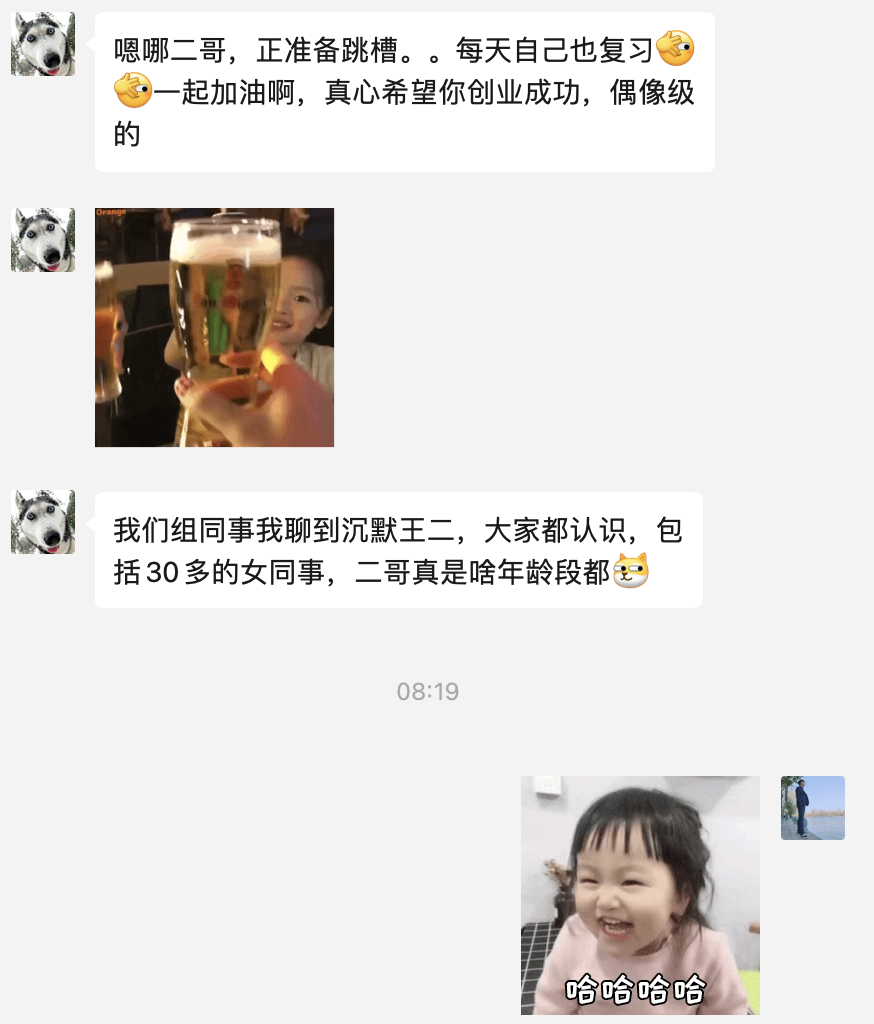 嗯哪二哥，正准备跳槽。。每天自己也复习
一起加油啊，真心希望你创业成功，偶像级
的
Orange
我们组同事我聊到沉默王二，大家都认识，包
括30多的女同事，二哥真是啥年龄段都
08:19
哈哈哈哈